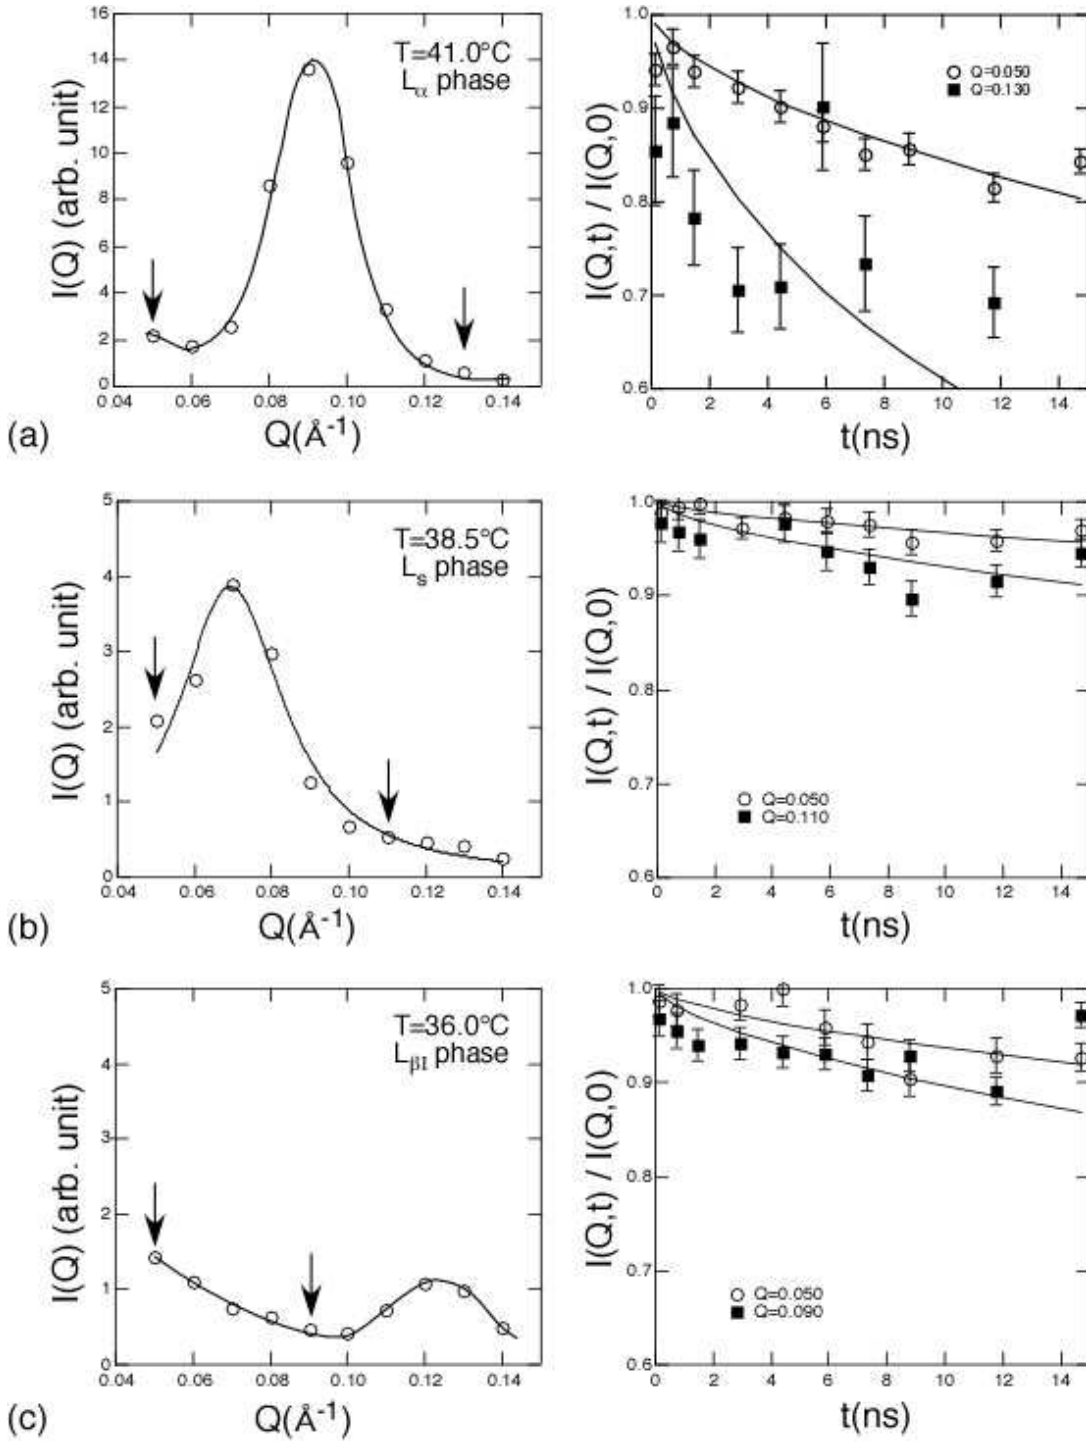 16
14
12
10
8
6
4
2
0
0.04 0.06 0.08 0.10 0.12 0.14
I(Q) (arb. unit)
Q(Å⁻¹)
T=41.0°C
Lα phase
(a)
1.0
0.9
0.8
0.7
0.6
0 2 4 6 8 10 12 14
I(Q,t) / I(Q,0)
t(ns)
Q=0.050
Q=0.130
5
4
3
2
1
0
0.04 0.06 0.08 0.10 0.12 0.14
I(Q) (arb. unit)
Q(Å⁻¹)
T=38.5°C
Ls phase
(b)
1.0
0.9
0.8
0.7
0.6
0 2 4 6 8 10 12 14
I(Q,t) / I(Q,0)
t(ns)
Q=0.050
Q=0.110
5
4
3
2
1
0
0.04 0.06 0.08 0.10 0.12 0.14
I(Q) (arb. unit)
Q(Å⁻¹)
T=36.0°C
LβI phase
(c)
1.0
0.9
0.8
0.7
0.6
0 2 4 6 8 10 12 14
I(Q,t) / I(Q,0)
t(ns)
Q=0.050
Q=0.090